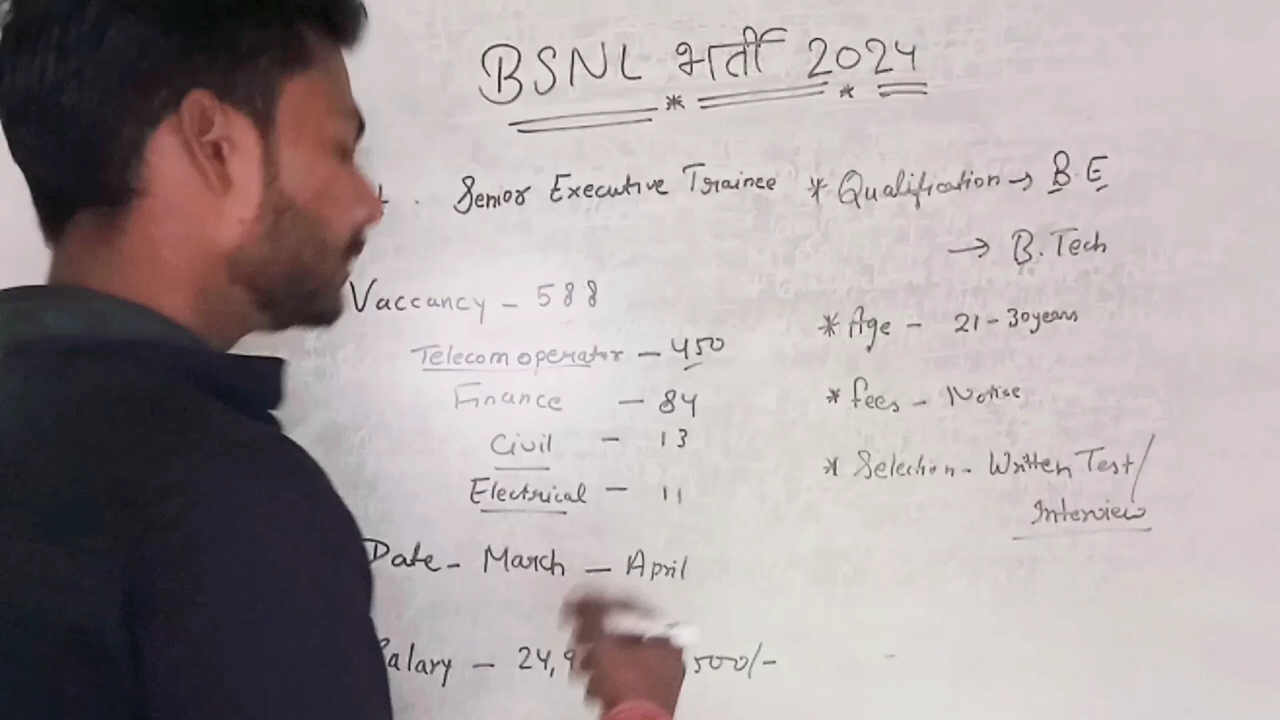 BSNL भर्ती 2024
Senior Executive Trainee
Vaccancy - 588
Telecom operator - 450
Finance - 84
Civil - 13
Electrical - 11
Date - March - April
Salary - 24,9 500/-
* Qualification → B.E
→ B.Tech
* Age - 21-30years
* fees - Notice
* Selection - Written Test/
Interview